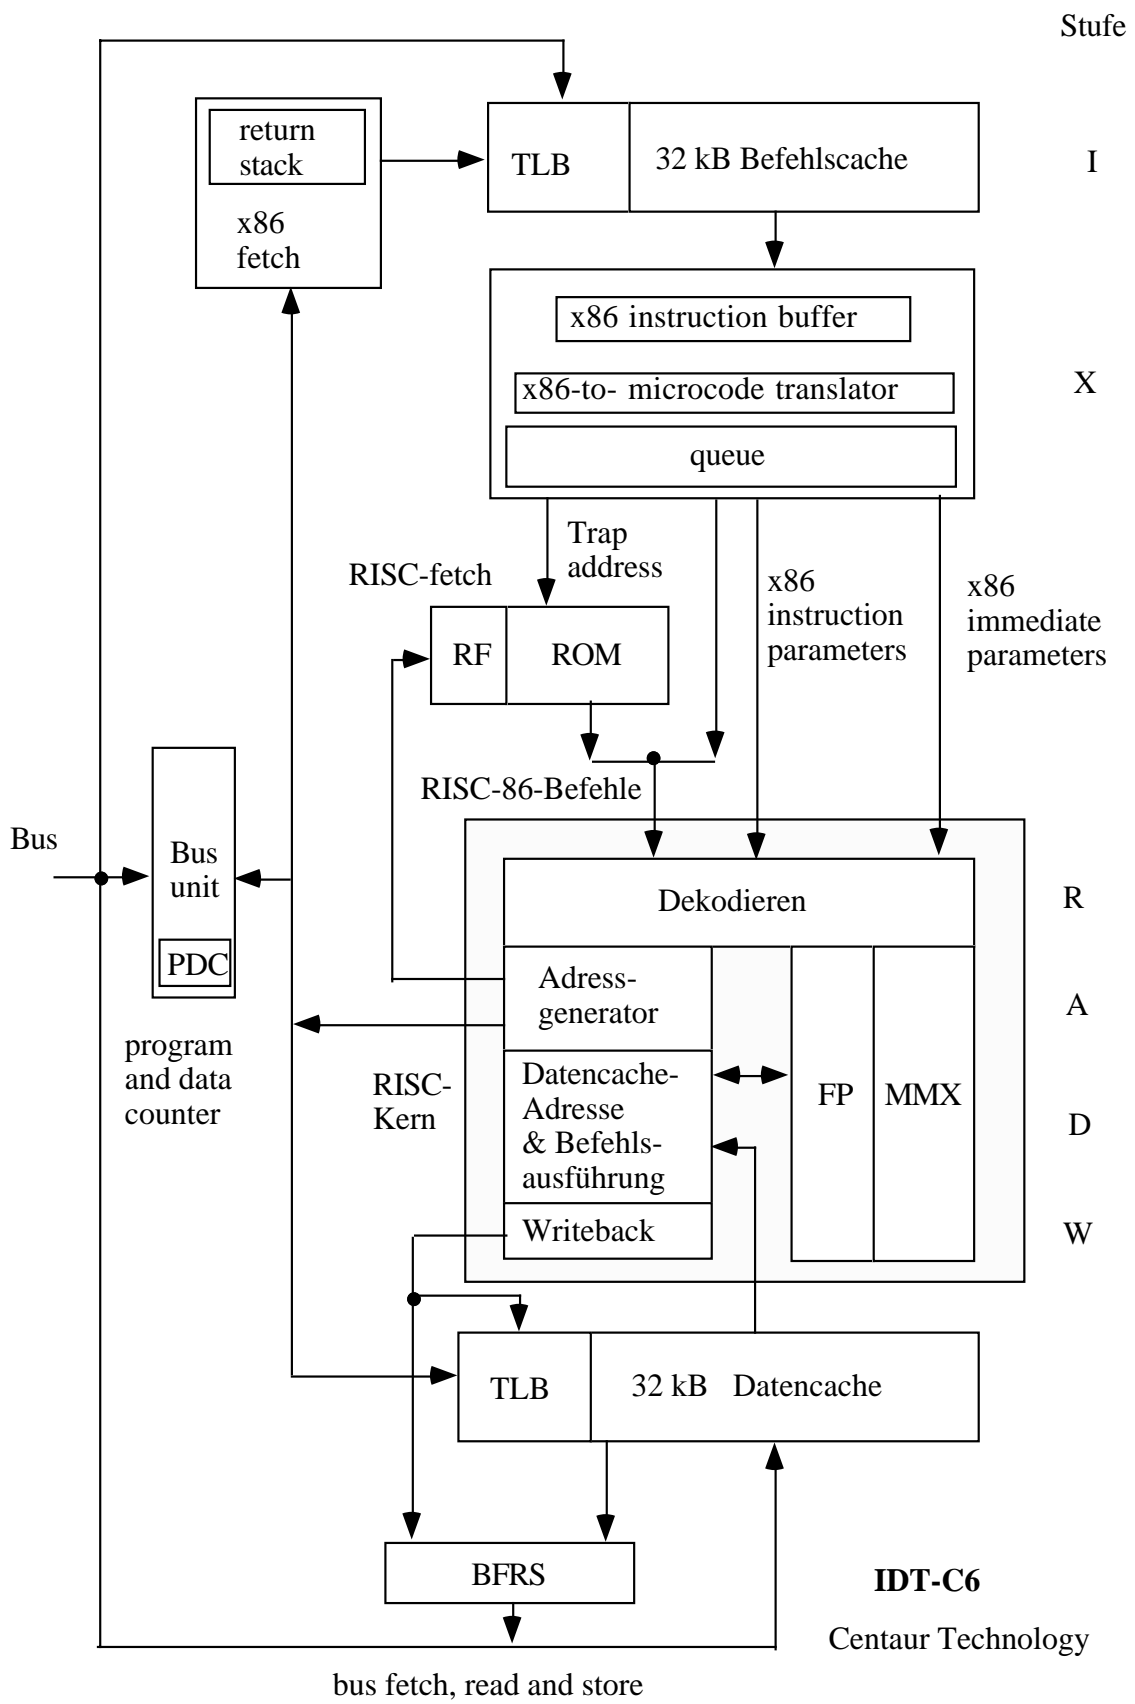 Stufe
return
stack
x86
fetch
TLB
32 kB Befehlscache
I
x86 instruction buffer
x86-to- microcode translator
X
queue
Trap
address
RISC-fetch
x86
instruction
parameters
x86
immediate
parameters
RF
ROM
RISC-86-Befehle
Bus
Bus
unit
PDC
program
and data
counter
Dekodieren
R
Adress-
generator
A
RISC-
Kern
Datencache-
Adresse
& Befehls-
ausführung
FP
MMX
D
Writeback
W
TLB
32 kB Datencache
BFRS
IDT-C6
Centaur Technology
bus fetch, read and store